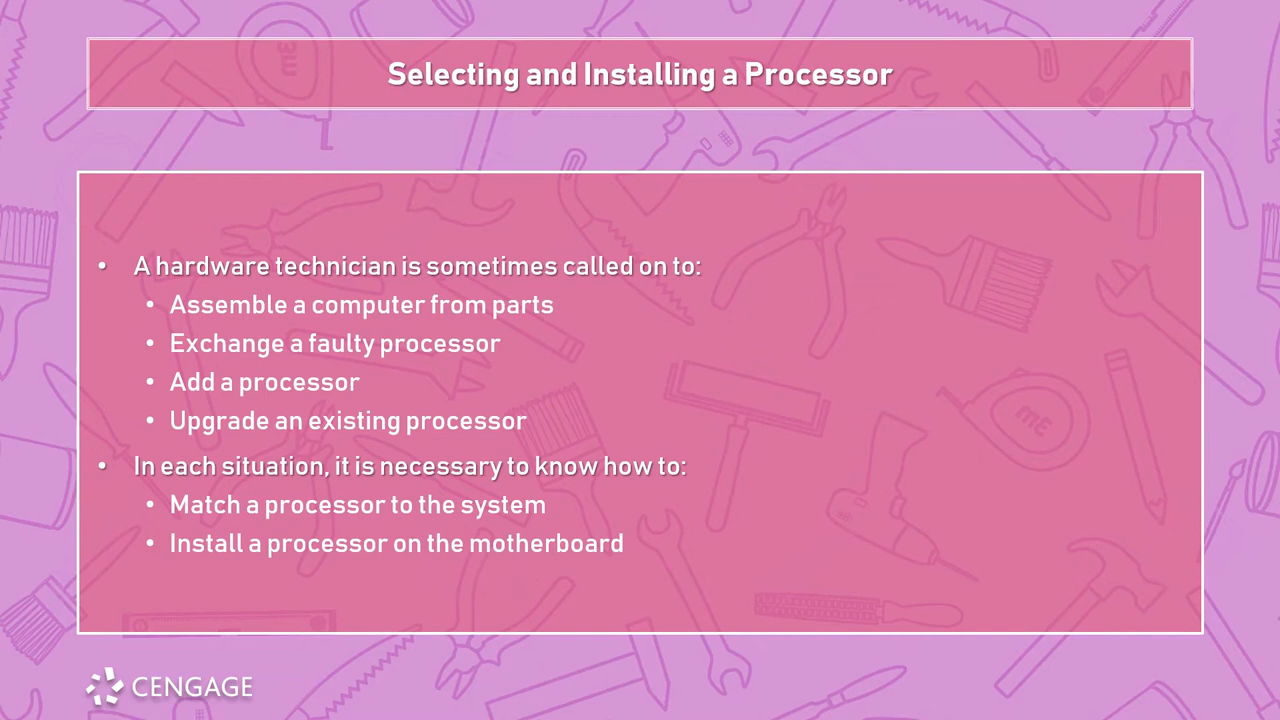 Selecting and Installing a Processor
• A hardware technician is sometimes called on to:
• Assemble a computer from parts
• Exchange a faulty processor
• Add a processor
• Upgrade an existing processor
• In each situation, it is necessary to know how to:
• Match a processor to the system
• Install a processor on the motherboard
CENGAGE